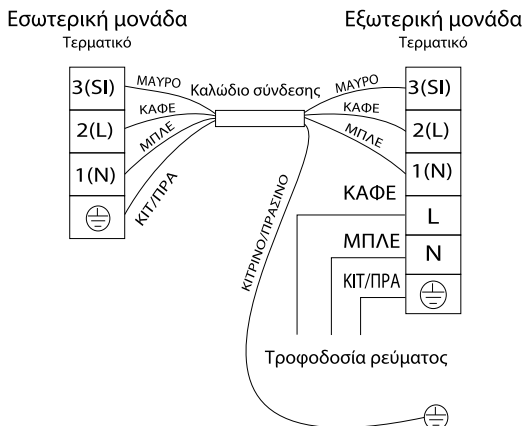 Εσωτερική μονάδα
Τερματικό
Εξωτερική μονάδα
Τερματικό
3(SI)
2(L)
1(N)
ΜΑΥΡΟ
ΚΑΦΕ
ΜΠΛΕ
ΚΙΤ/ΠΡΑ
Καλώδιο σύνδεσης
ΚΙΤΡΙΝΟ/ΠΡΑΣΙΝΟ
ΜΑΥΡΟ
ΚΑΦΕ
ΜΠΛΕ
3(SI)
2(L)
1(N)
ΚΑΦΕ
L
ΜΠΛΕ
N
ΚΙΤ/ΠΡΑ
Τροφοδοσία ρεύματος